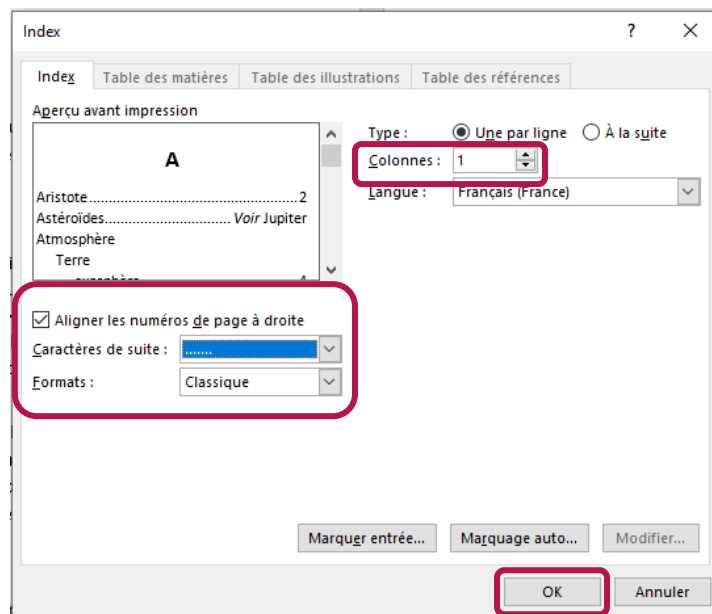 Index ?
Index Table des matières Table des illustrations Table des références
Aperçu avant impression
A
Aristote....................................................2
Astéroïdes............................... Voir Jupiter
Atmosphère
Terre
Type : Une par ligne À la suite
Colonnes : 1
Langue : Français (France)
Aligner les numéros de page à droite
Caractères de suite : .......
Formats : Classique
Marquer entrée... Marquage auto... Modifier...
OK Annuler